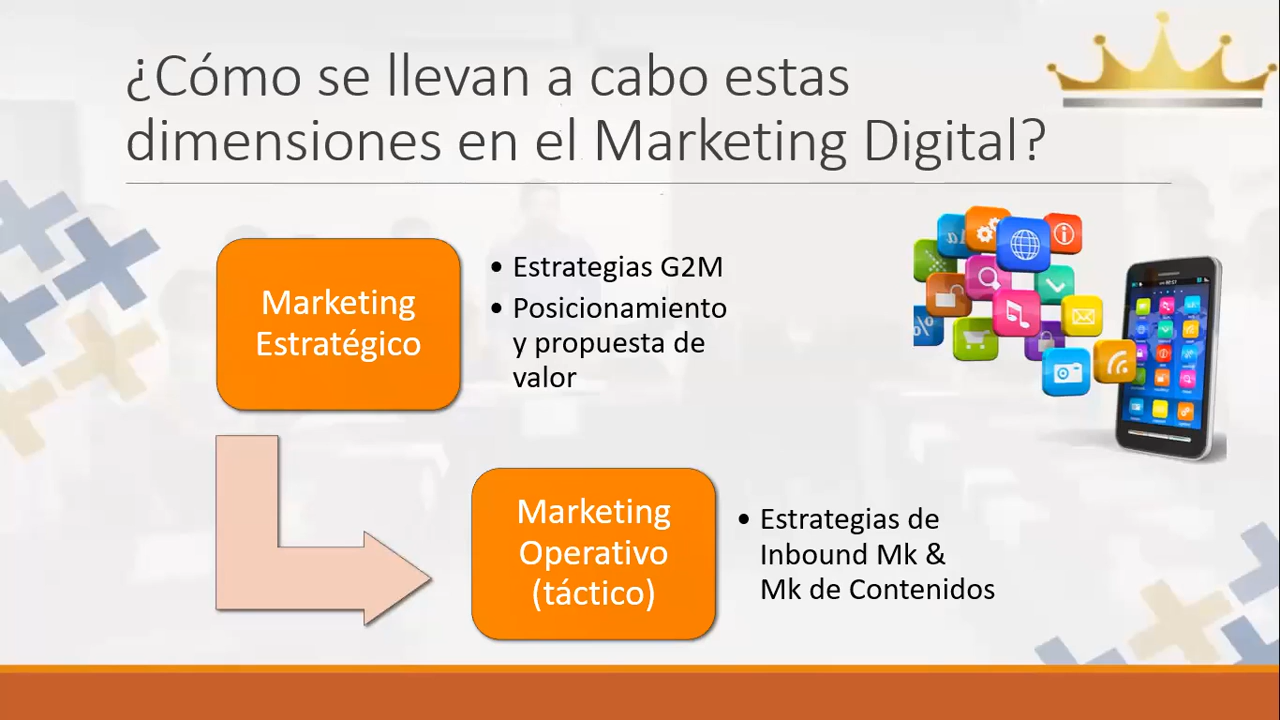 ¿Cómo se llevan a cabo estas
dimensiones en el Marketing Digital?
Marketing
Estratégico
• Estrategias G2M
• Posicionamiento
y propuesta de
valor
Marketing
Operativo
(táctico)
• Estrategias de
Inbound Mk &
Mk de Contenidos